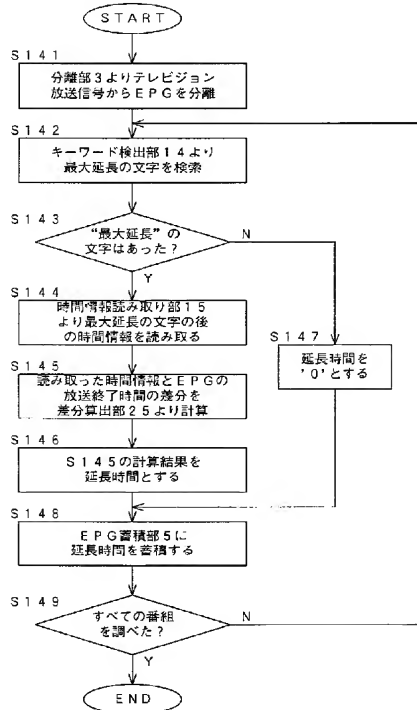 START
S141
分離部3よりテレビジョン
放送信号からEPGを分離
S142
キーワード検出部14より
最大延長の文字を検索
S143
“最大延長”の
文字はあった?
N
Y
S144
時間情報読み取り部15
より最大延長の文字の後
の時間情報を読み取る
S147
延長時間を
'0'とする
S145
読み取った時間情報とEPGの
放送終了時間の差分を
差分算出部25より計算
S146
S145の計算結果を
延長時間とする
S148
EPG蓄積部5に
延長時間を蓄積する
S149
すべての番組
を調べた?
N
Y
END